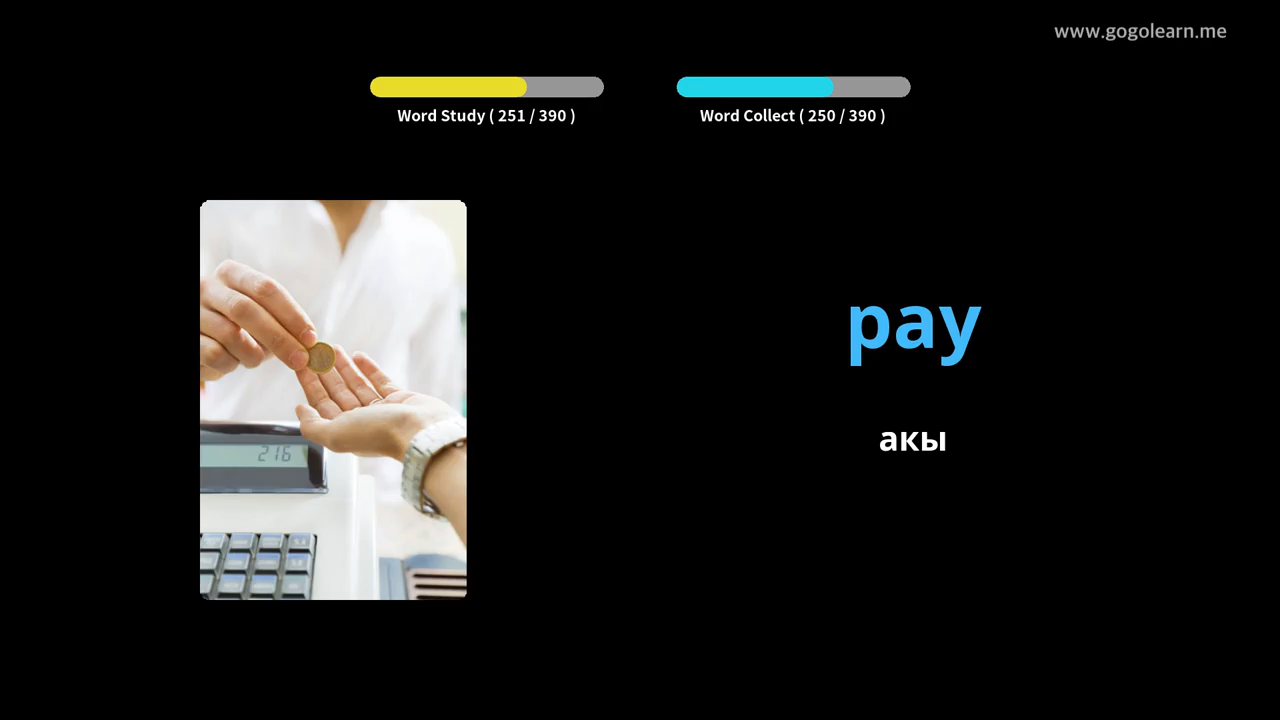 www.gogolearn.me
Word Study ( 251 / 390 )
Word Collect ( 250 / 390 )
pay
акы
216